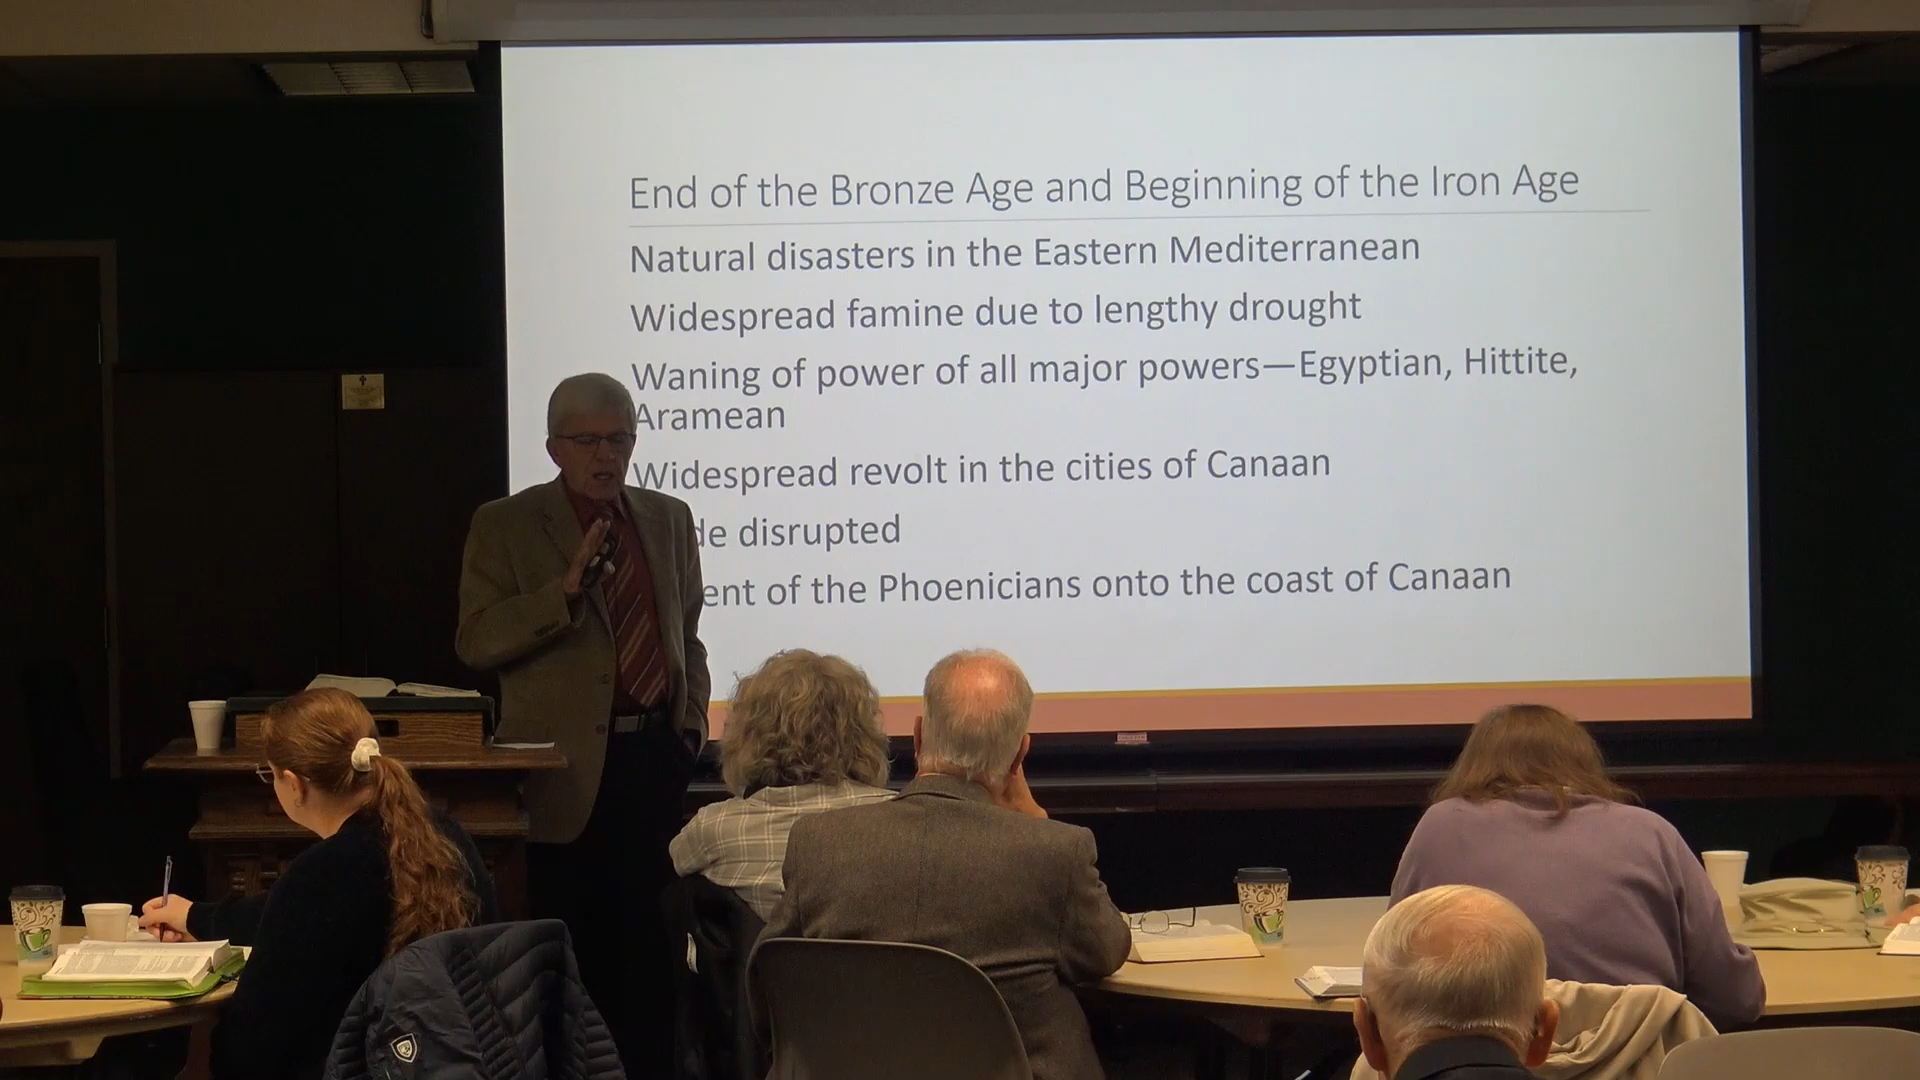 End of the Bronze Age and Beginning of the Iron Age
Natural disasters in the Eastern Mediterranean
Widespread famine due to lengthy drought
Waning of power of all major powers—Egyptian, Hittite,
Aramean
Widespread revolt in the cities of Canaan
de disrupted
ent of the Phoenicians onto the coast of Canaan